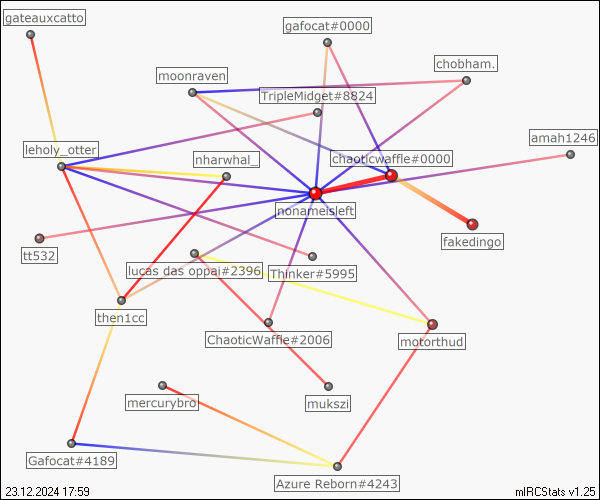 gateauxcatto
gafocat#0000
chobham.
moonraven
TripleMidget#8824
amah1246
leholy_otter
nharwhal_
chaoticwaffle#0000
nonameisleft
fakedingo
tt532
lucas das oppai#2396
Thinker#5995
then1cc
ChaoticWaffle#2006
motorthud
mercurybro
mukszi
Gafocat#4189
Azure Reborn#4243
23.12.2024 17:59
mIRCStats v1.25